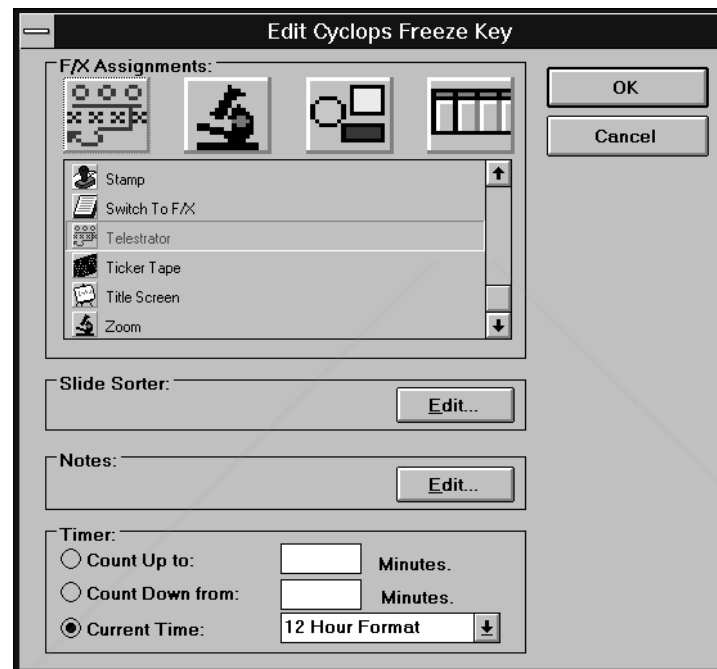 Edit Cyclops Freeze Key
F/X Assignments:
OK
Cancel
Stamp
Switch To F/X
Telestrator
Ticker Tape
Title Screen
Zoom
Slide Sorter:
Edit...
Notes:
Edit...
Timer:
Count Up to: Minutes.
Count Down from: Minutes.
Current Time: 12 Hour Format